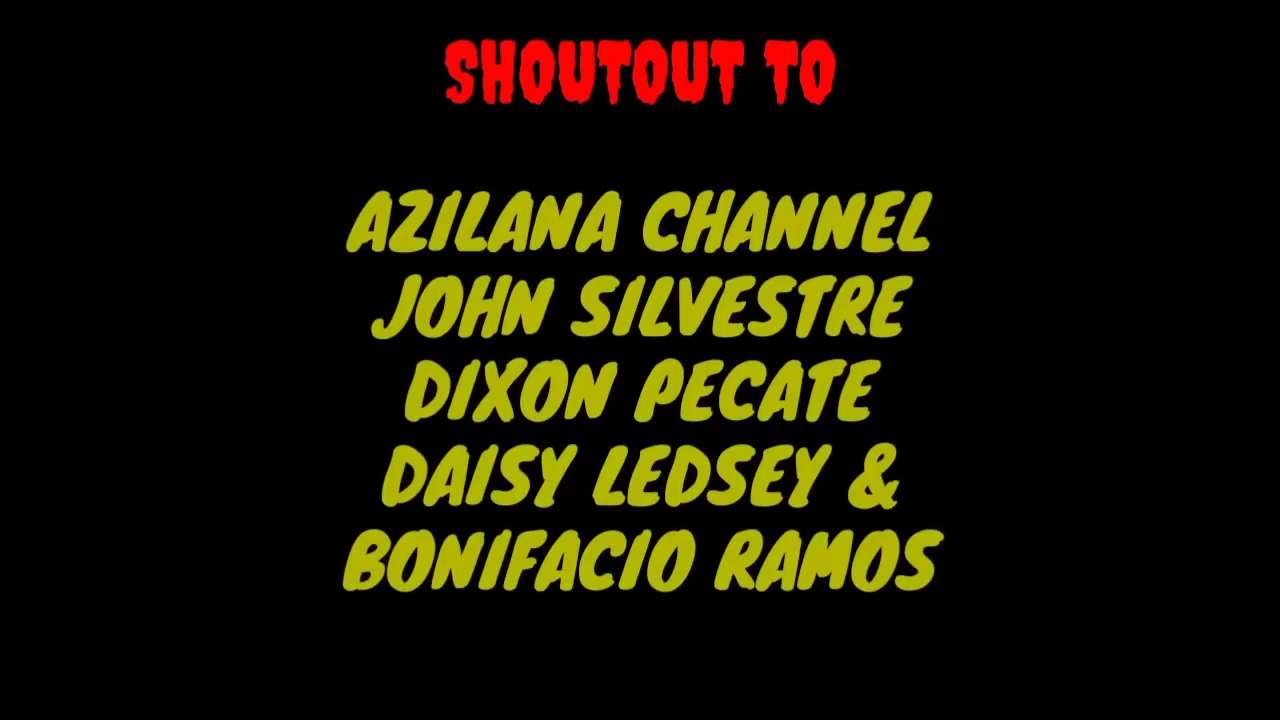 SHOUTOUT TO
AZILANA CHANNEL
JOHN SILVESTRE
DIXON PECATE
DAISY LEDSEY &
BONIFACIO RAMOS